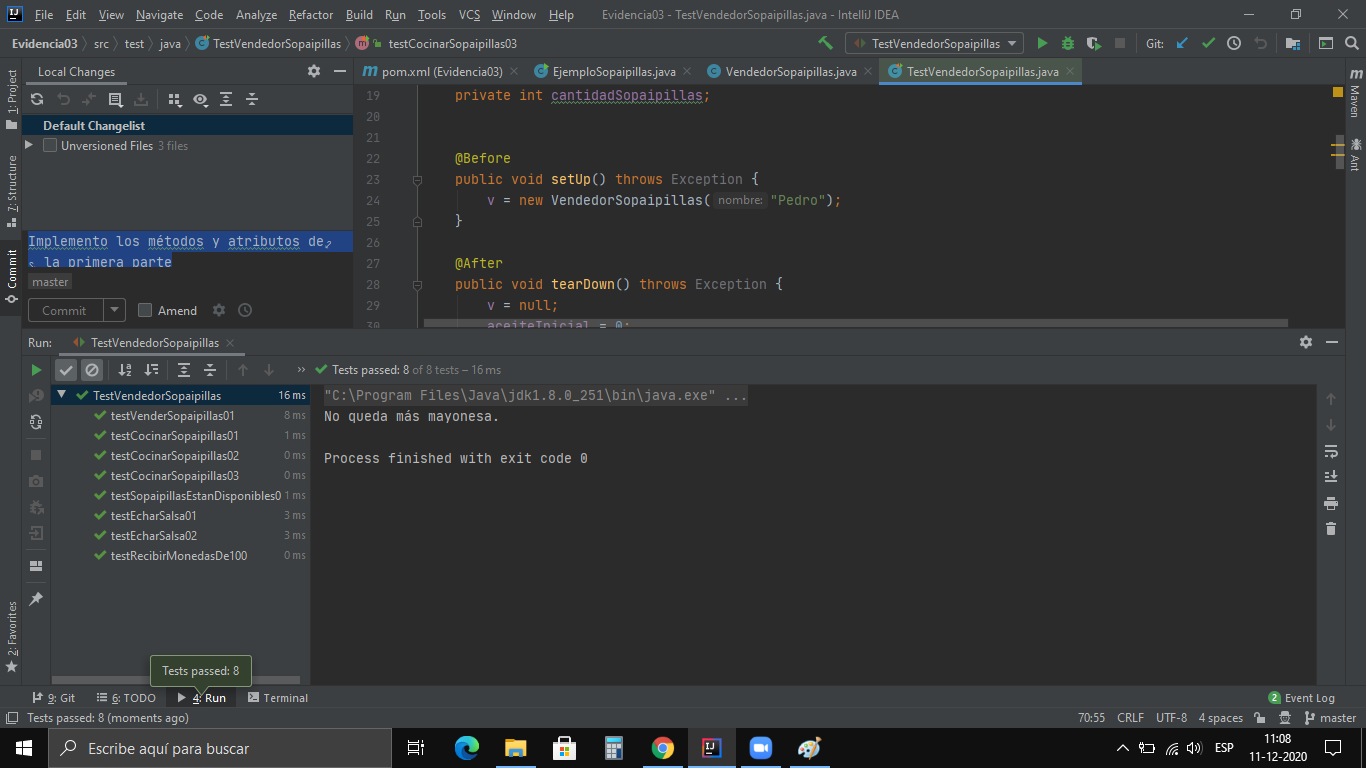 File Edit View Navigate Code Analyze Refactor Build Run Tools VCS Window Help Evidencia03 - TestVendedorSopaipillas.java - IntelliJ IDEA
Evidencia03 src test java TestVendedorSopaipillas testCocinarSopaipillas03 TestVendedorSopaipillas Git:
1: Project
7: Structure
Commit
2: Favorites
Local Changes
Default Changelist
Unversioned Files 3 files
Implemento los métodos y atributos de
la primera parte
master
Commit Amend
pom.xml (Evidencia03) EjemploSopaipillas.java VendedorSopaipillas.java TestVendedorSopaipillas.java
19 private int cantidadSopaipillas;
20
21
22 @Before
23 public void setUp() throws Exception {
24 v = new VendedorSopaipillas( nombre: "Pedro");
25 }
26
27 @After
28 public void tearDown() throws Exception {
29 v = null;
30 aceiteInicial = 0;
Maven
Ant
Run: TestVendedorSopaipillas
Tests passed: 8 of 8 tests – 16 ms
TestVendedorSopaipillas 16 ms
testVenderSopaipillas01 8 ms
testCocinarSopaipillas01 1 ms
testCocinarSopaipillas02 0 ms
testCocinarSopaipillas03 0 ms
testSopaipillasEstanDisponibles0 1 ms
testEcharSalsa01 3 ms
testEcharSalsa02 3 ms
testRecibirMonedasDe100 0 ms
"C:\Program Files\Java\jdk1.8.0_251\bin\java.exe" ...
No queda más mayonesa.
Process finished with exit code 0
Tests passed: 8
9: Git 6: TODO 4: Run Terminal 2 Event Log
Tests passed: 8 (moments ago) 70:55 CRLF UTF-8 4 spaces master
Escribe aquí para buscar
ESP
11:08
11-12-2020